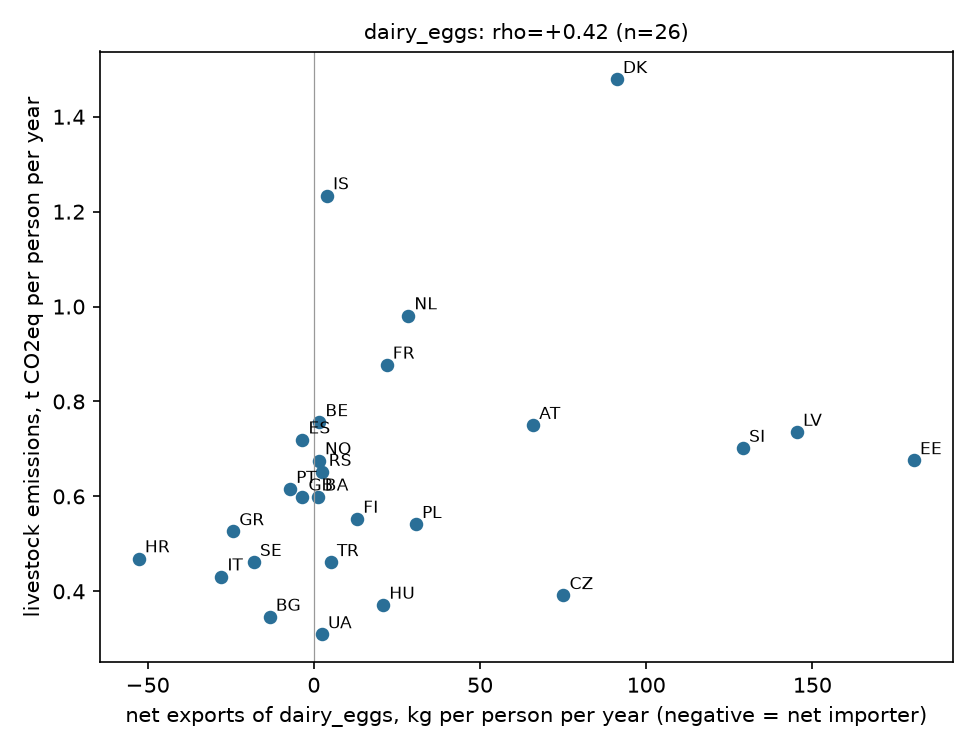 dairy_eggs: rho=+0.42 (n=26)
livestock emissions, t CO2eq per person per year
1.4
1.2
1.0
0.8
0.6
0.4
DK
IS
NL
FR
BE
AT
ES
LV
SI
NO
EE
RS
PT
GB
BA
FI
PL
GR
HR
SE
TR
IT
CZ
HU
BG
UA
−50
0
50
100
150
net exports of dairy_eggs, kg per person per year (negative = net importer)